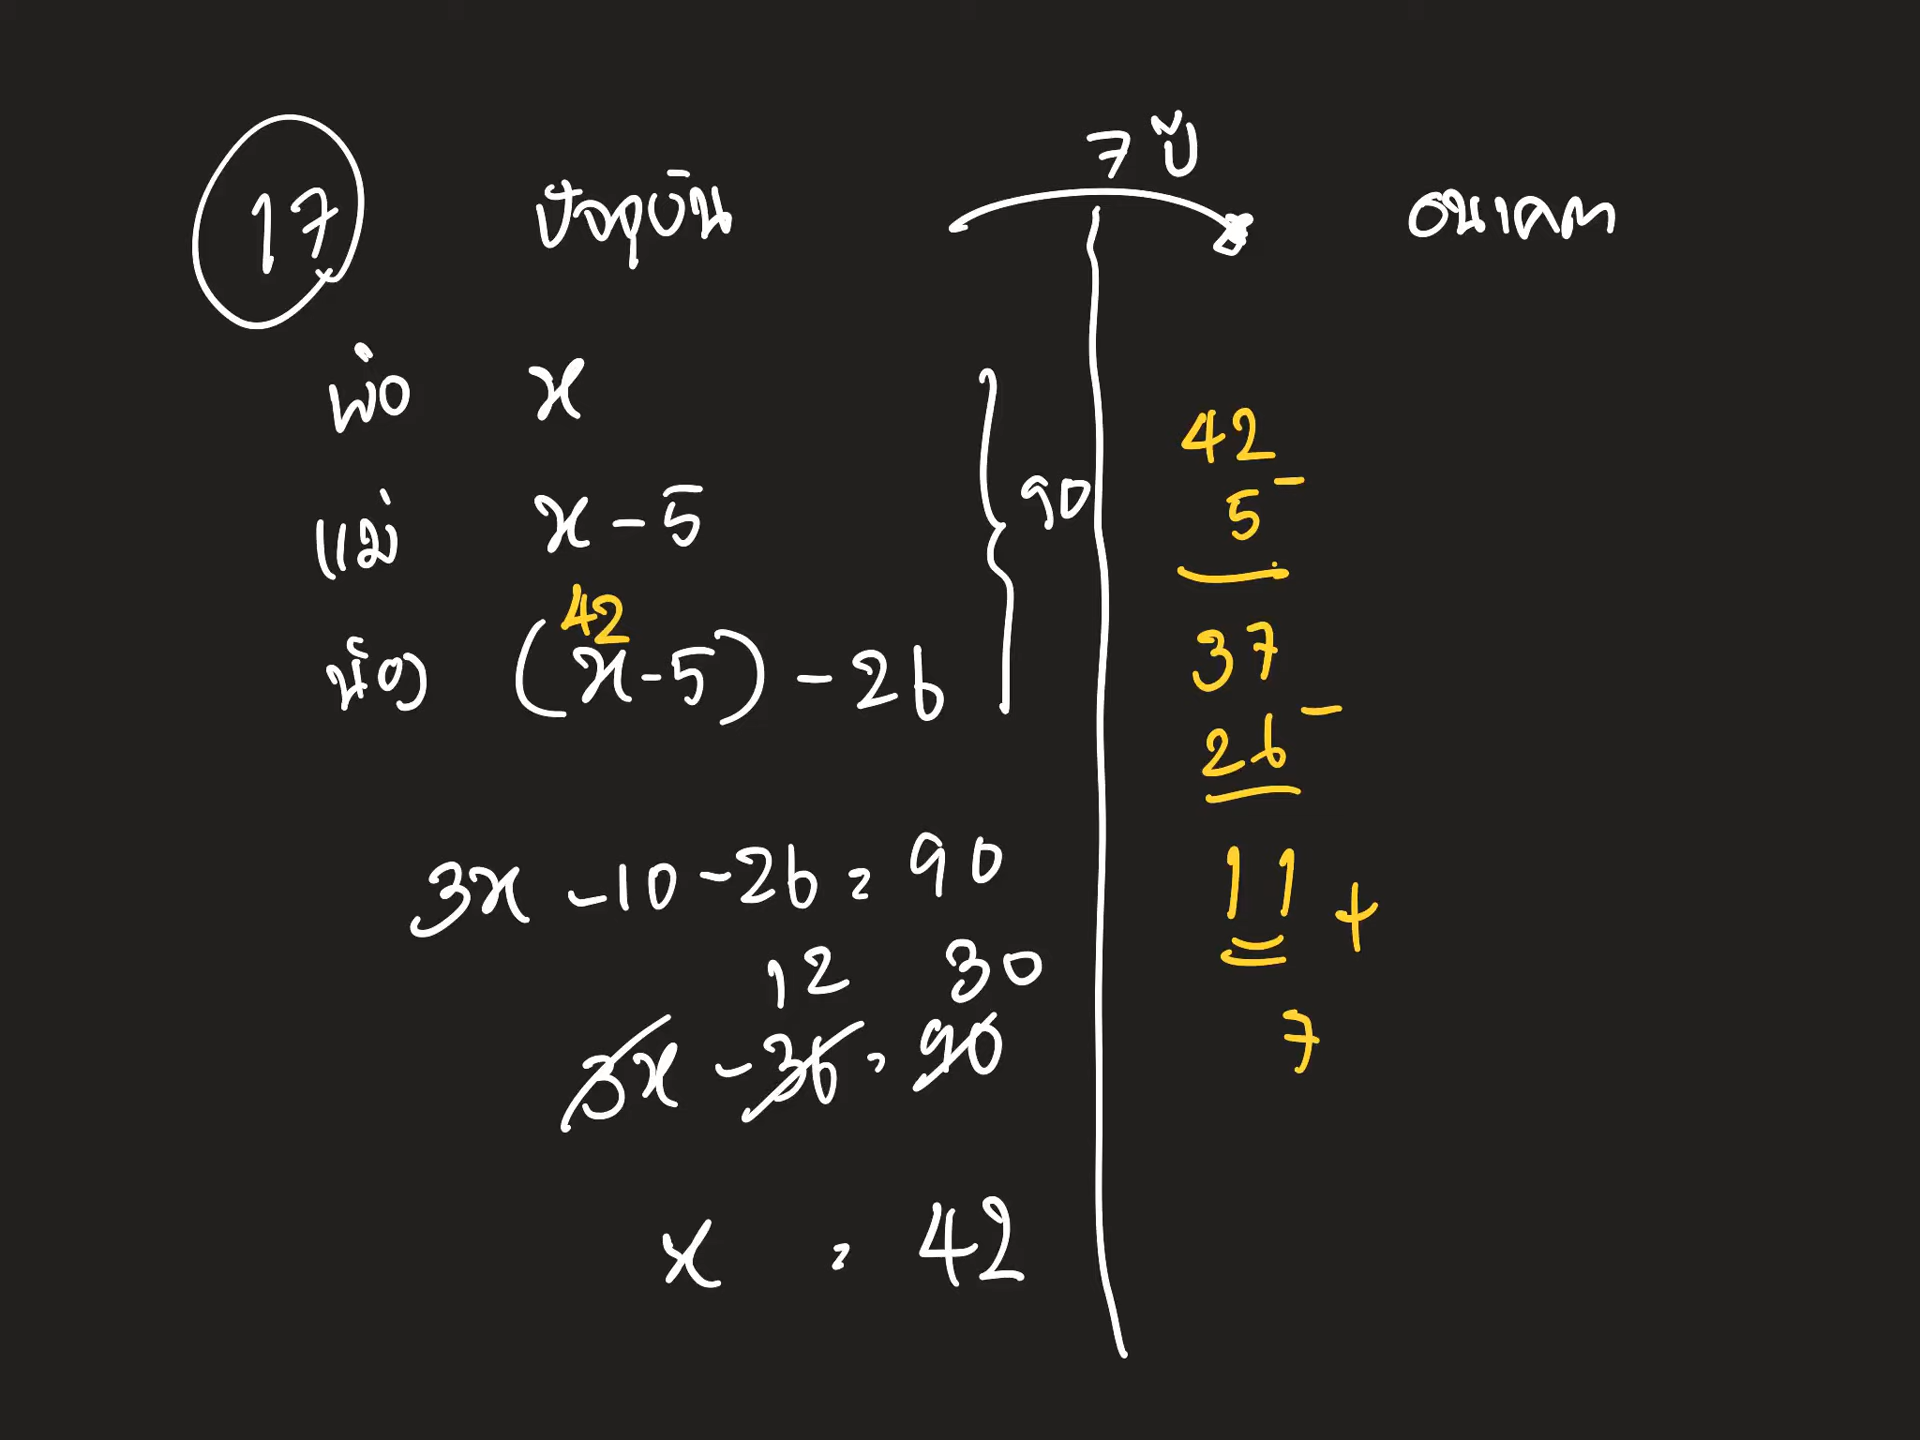 17 ปัจจุบัน 7 ปี อนาคต
พ่อ x
แม่ x - 5
90
42
น้อง (x - 5) - 26
3x - 10 - 26 = 90
12 30
3x - 36 = 90
x = 42
42 -
5
37
26 -
11 +
7